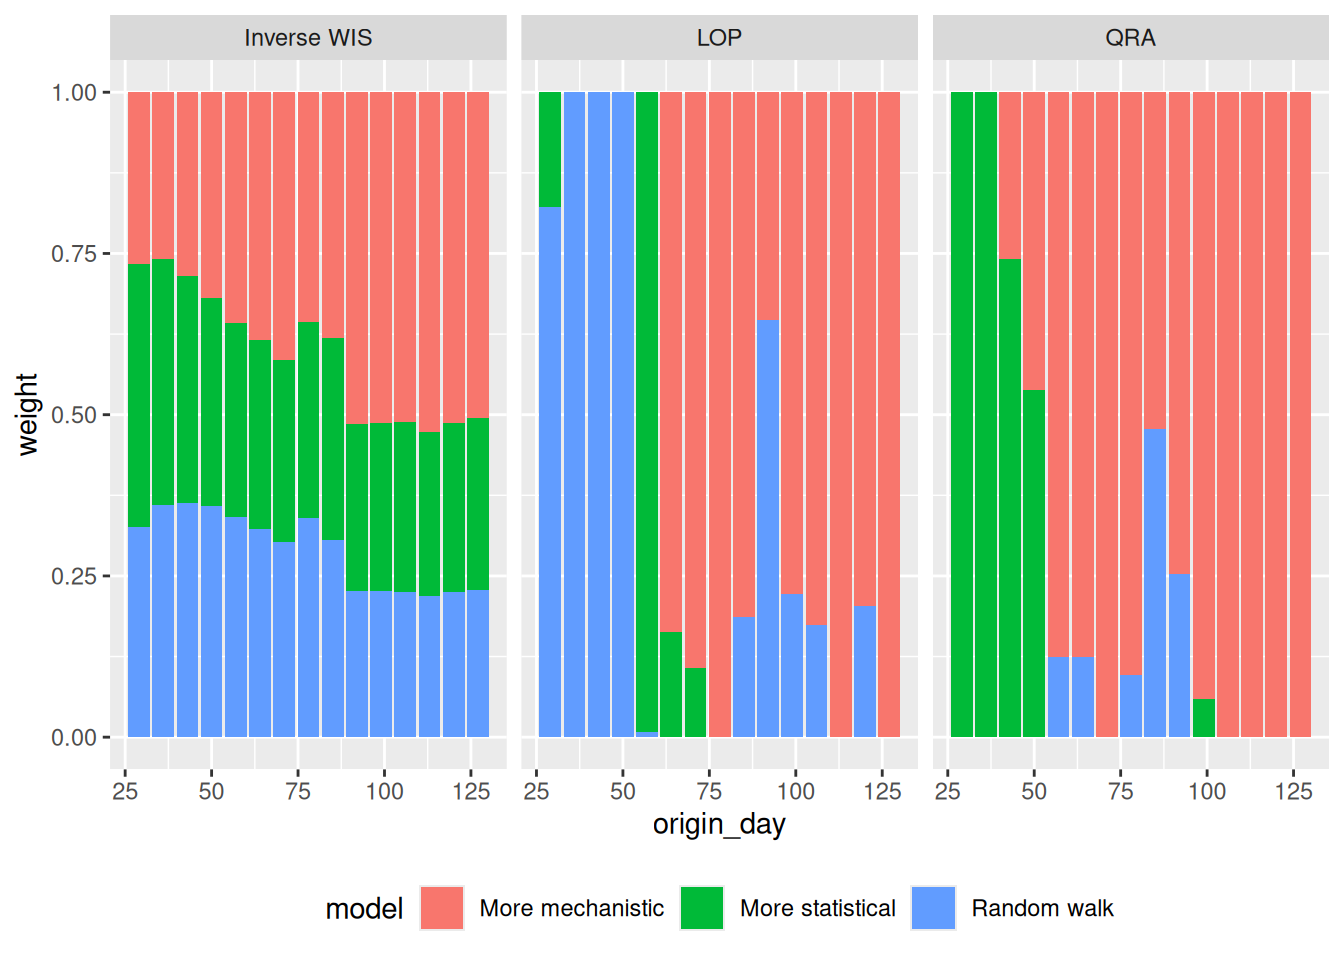 Inverse WIS LOP QRA
1.00
0.75
0.50
0.25
0.00
weight
25 50 75 100 125 25 50 75 100 125 25 50 75 100 125
origin_day
model More mechanistic More statistical Random walk